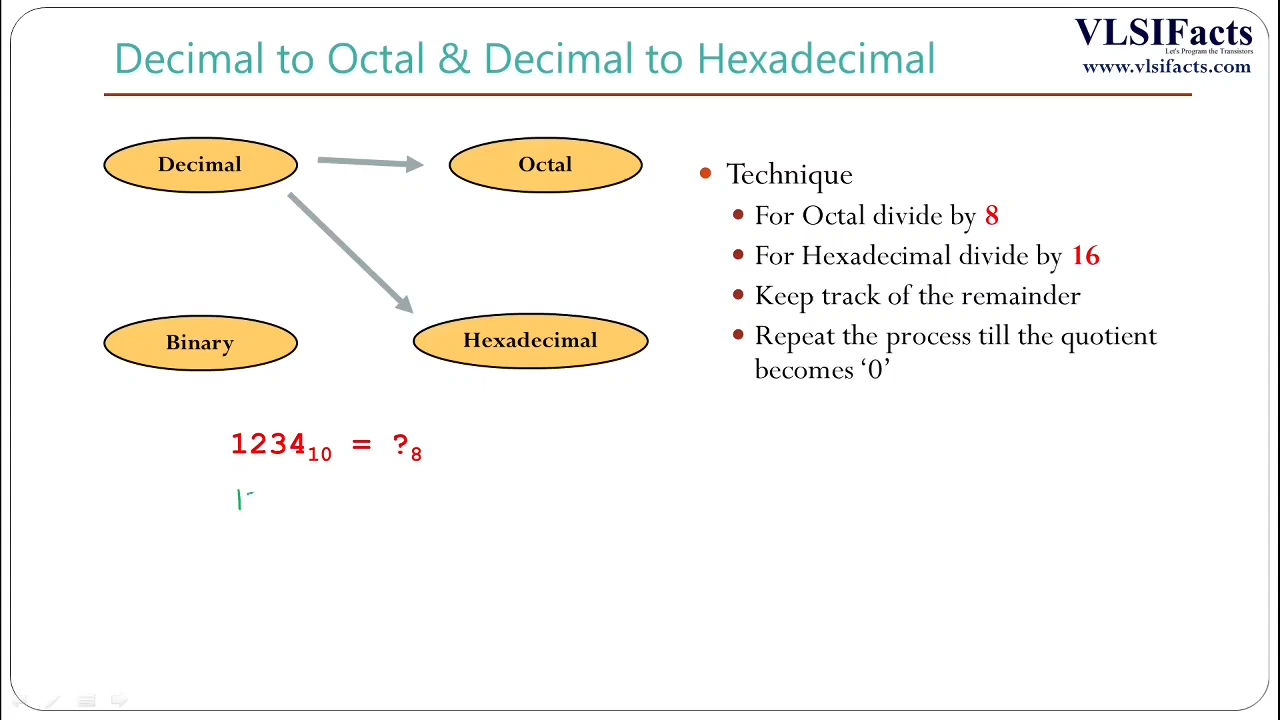 Decimal to Octal & Decimal to Hexadecimal
VLSIFacts
Let's Program the Transistors
www.vlsifacts.com
Decimal
Octal
Binary
Hexadecimal
• Technique
• For Octal divide by 8
• For Hexadecimal divide by 16
• Keep track of the remainder
• Repeat the process till the quotient
becomes ‘0’
1234₁₀ = ?₈